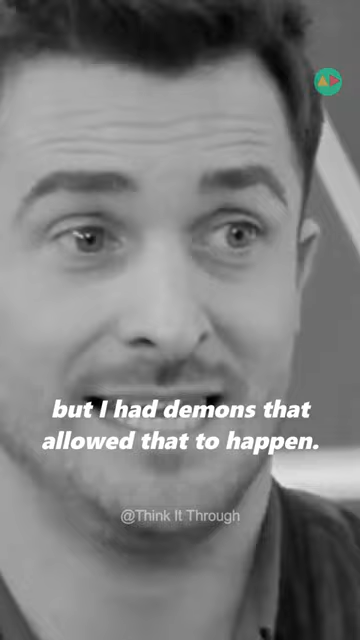 but I had demons that
allowed that to happen.
@Think It Through